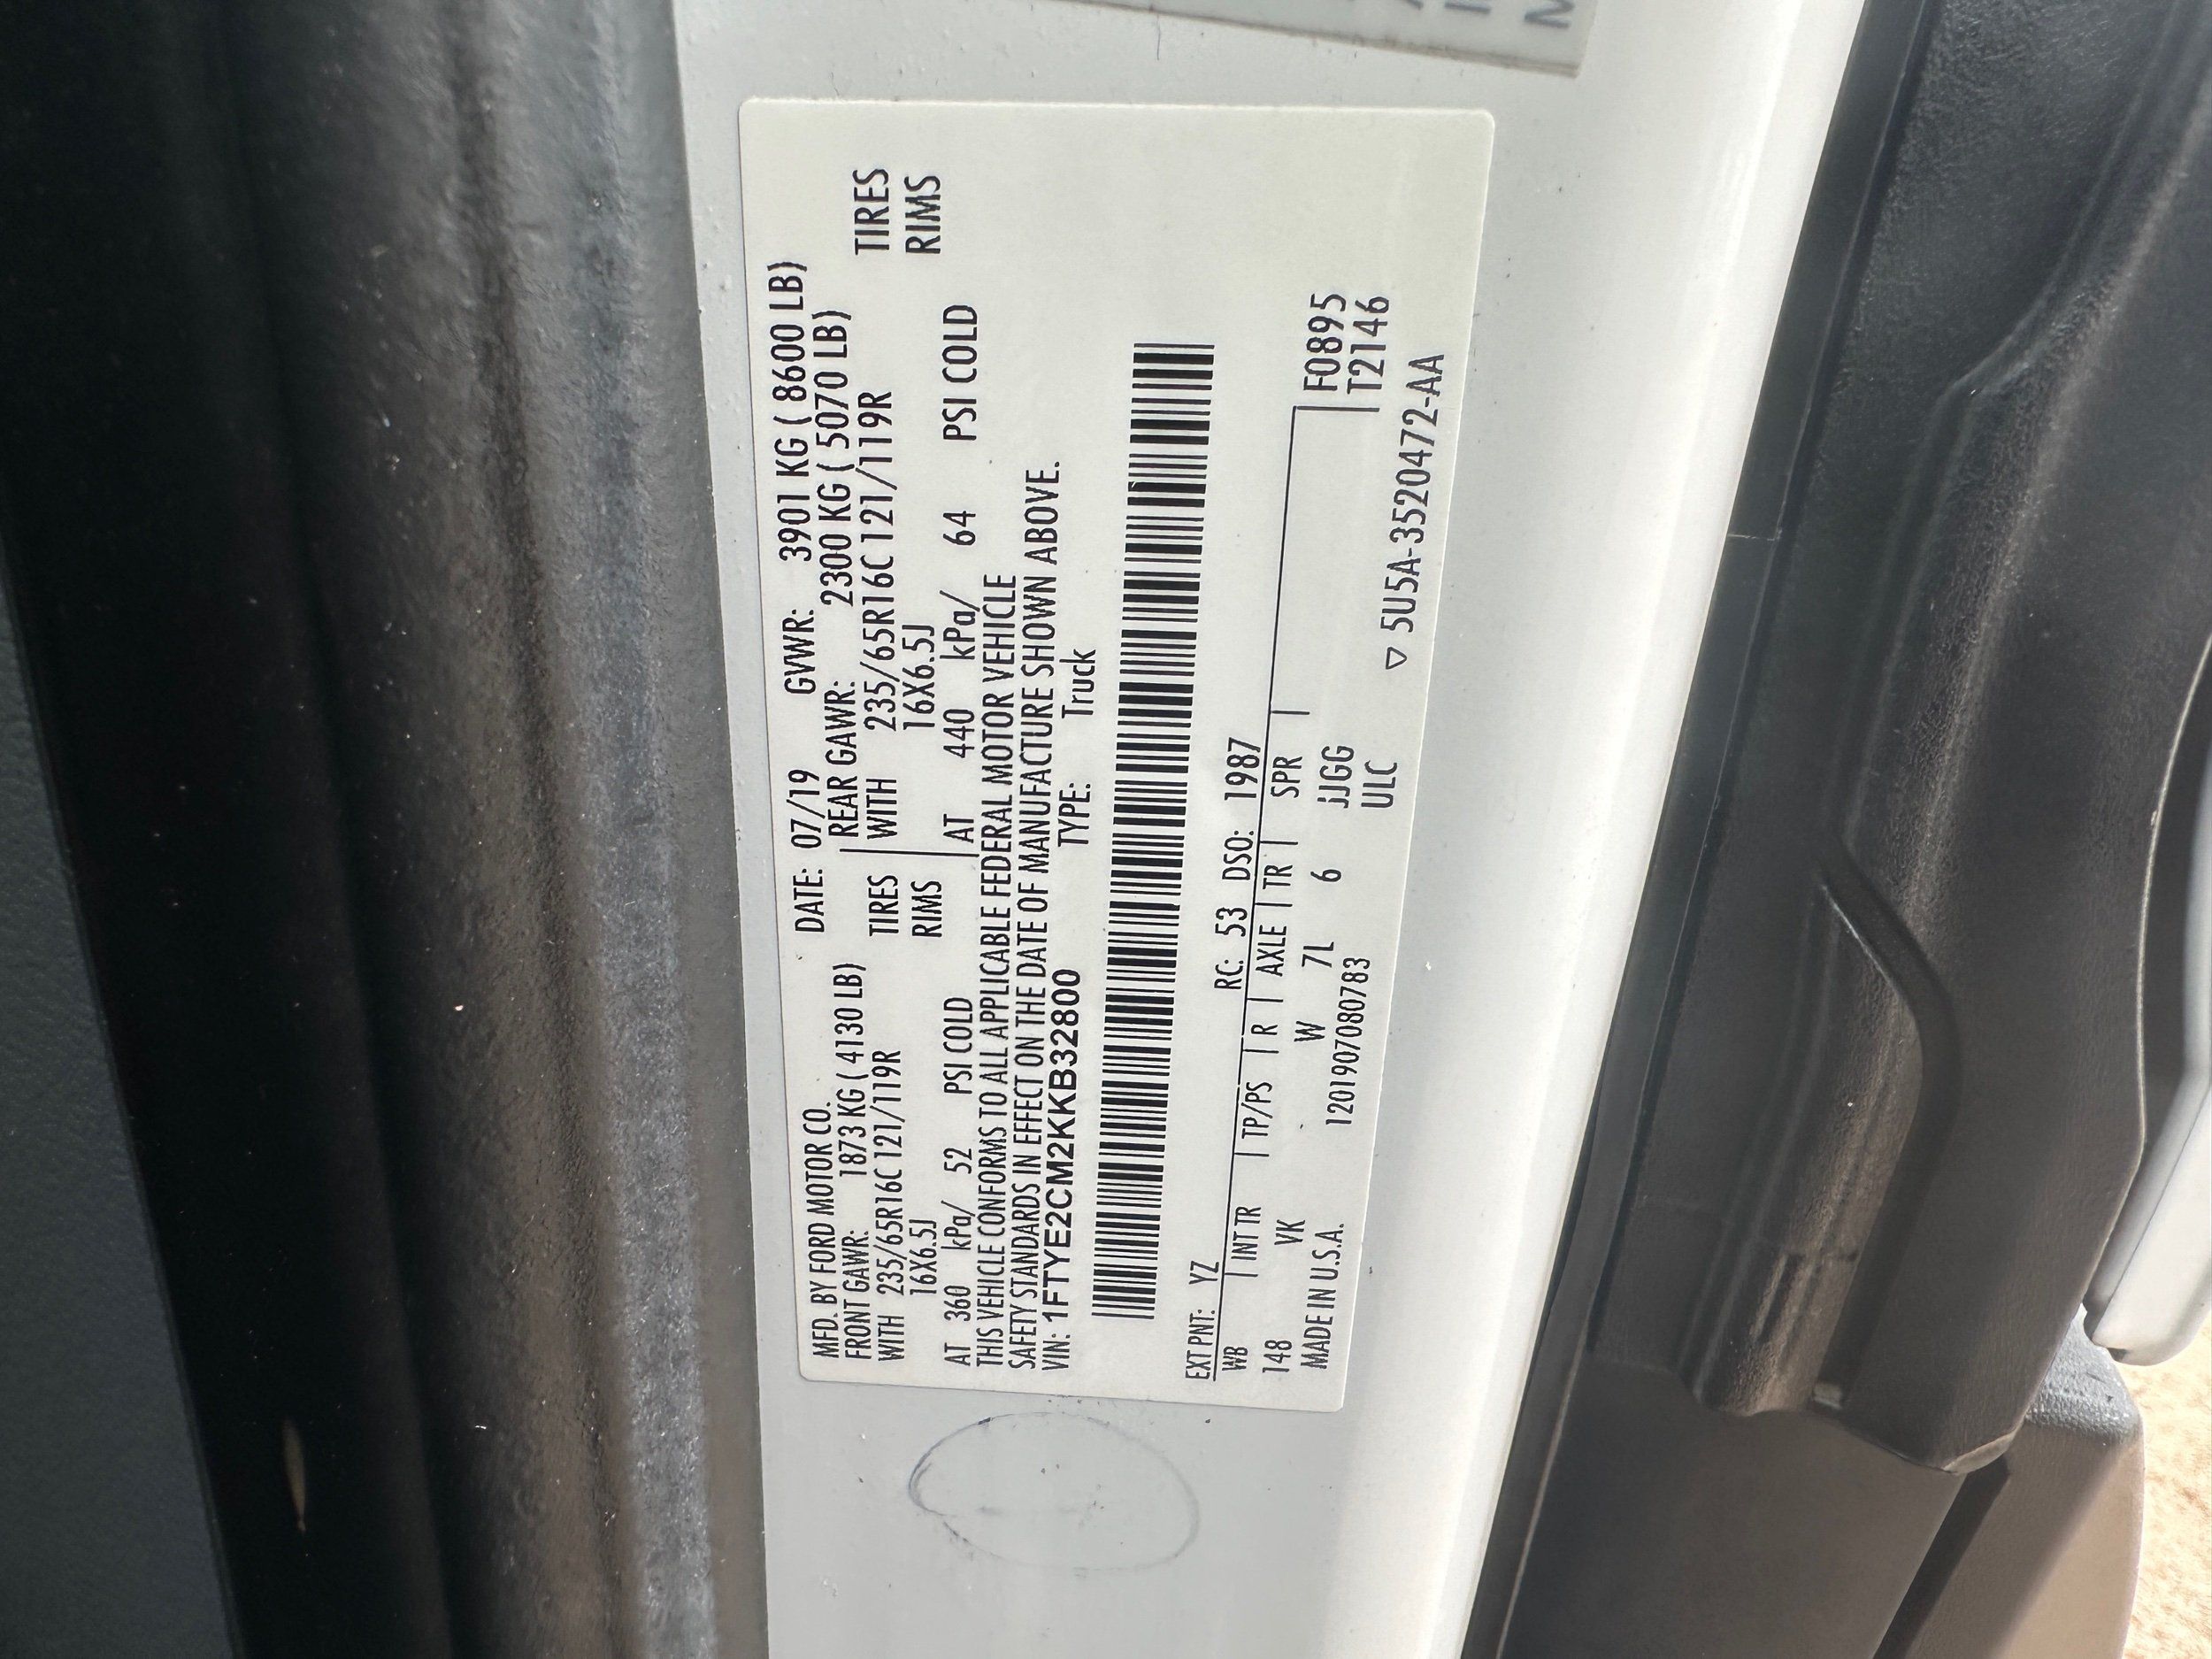 MFD. BY FORD MOTOR CO. DATE: 07/19 GVWR: 3901 KG ( 8600 LB)
FRONT GAWR: 1873 KG ( 4130 LB) REAR GAWR: 2300 KG ( 5070 LB)
WITH 235/65R16C 121/119R TIRES WITH 235/65R16C 121/119R TIRES
16X6.5J RIMS 16X6.5J RIMS
AT 360 kPa/ 52 PSI COLD AT 440 kPa/ 64 PSI COLD
THIS VEHICLE CONFORMS TO ALL APPLICABLE FEDERAL MOTOR VEHICLE
SAFETY STANDARDS IN EFFECT ON THE DATE OF MANUFACTURE SHOWN ABOVE.
VIN: 1FTYE2CM2KKB32800 TYPE: Truck
EXT PNT: YZ RC: 53 DSO: 1987
WB INT TR TP/PS R AXLE TR SPR F0895
148 VK W W 7L 6 JJGG T2146
MADE IN U.S.A. 120190708​0783 ULC
▽ 5U5A-3520472-AA